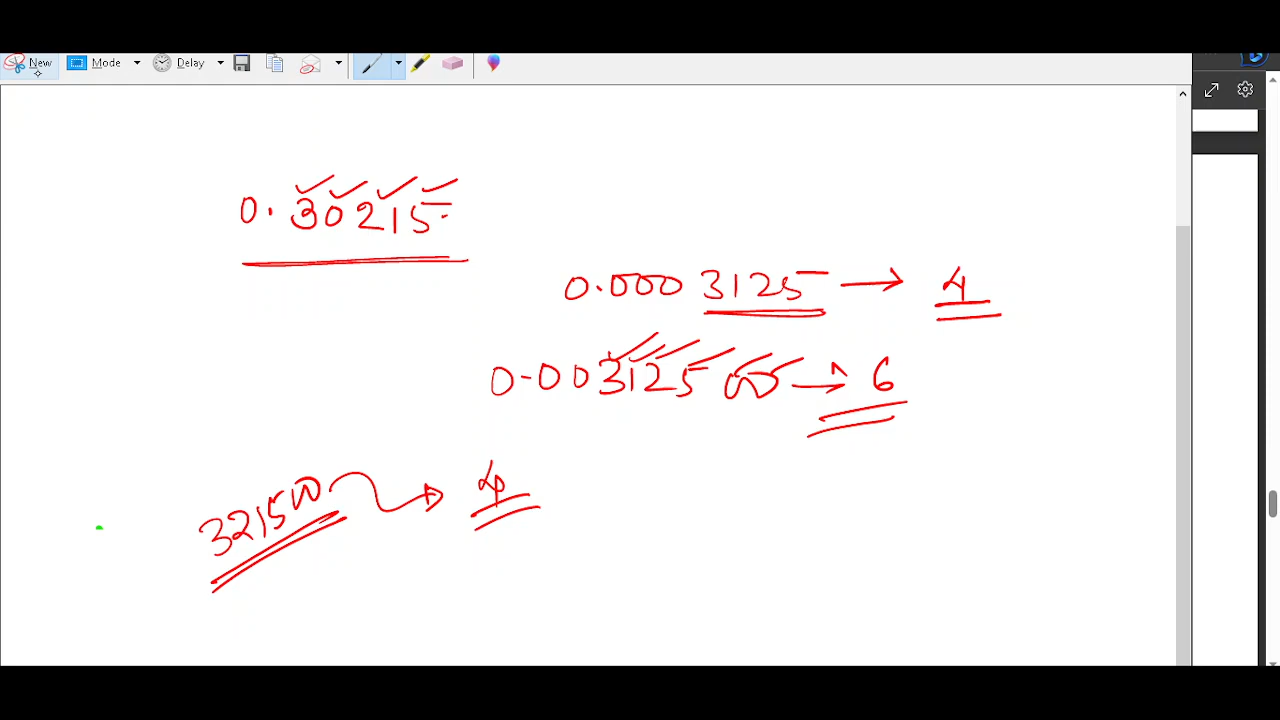 New Mode Delay
0.30215
0.0003125 → 4
0.00312500 → 6
321500 → 4